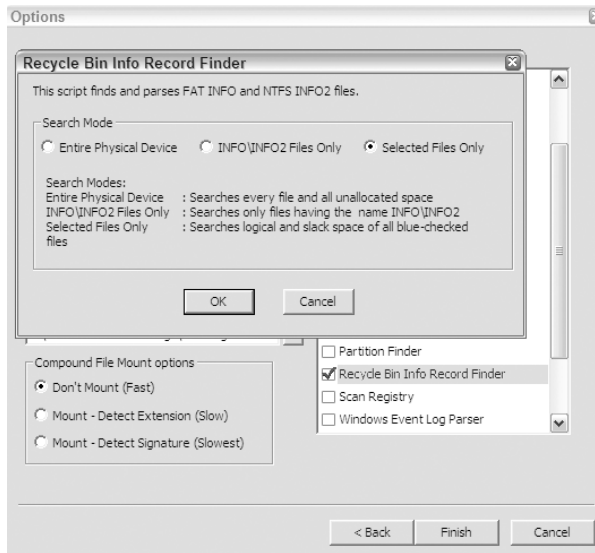 Options
Recycle Bin Info Record Finder
This script finds and parses FAT INFO and NTFS INFO2 files.
Search Mode
Entire Physical Device
INFO\INFO2 Files Only
Selected Files Only
Search Modes:
Entire Physical Device : Searches every file and all unallocated space
INFO\INFO2 Files Only : Searches only files having the name INFO\INFO2
Selected Files Only : Searches logical and slack space of all blue-checked
files
OK
Cancel
Compound File Mount options
Don't Mount (Fast)
Mount - Detect Extension (Slow)
Mount - Detect Signature (Slowest)
Partition Finder
Recycle Bin Info Record Finder
Scan Registry
Windows Event Log Parser
< Back
Finish
Cancel